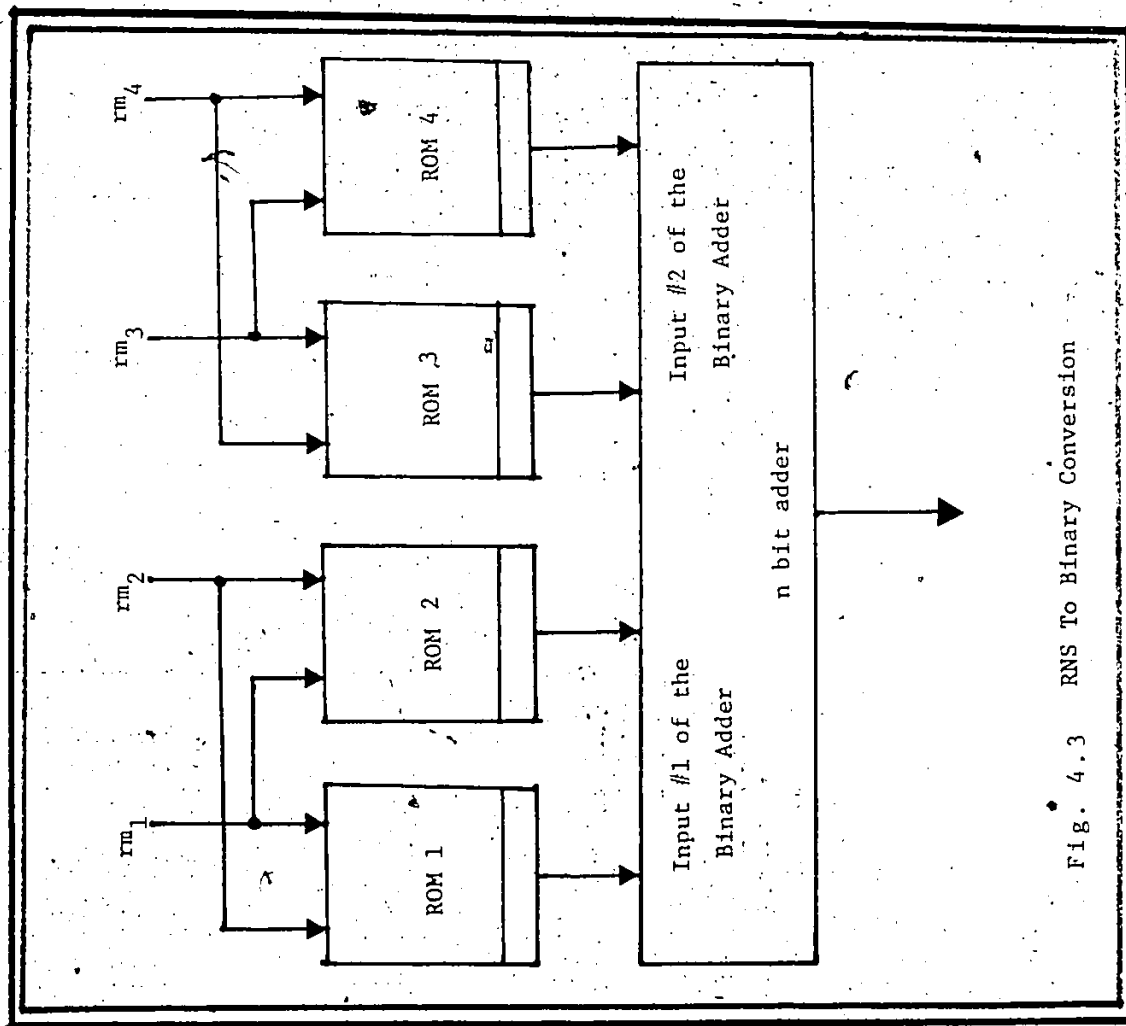 rm1
rm2
rm3
rm4
ROM 1
ROM 2
ROM 3
ROM 4
Input #1 of the
Binary Adder
Input #2 of the
Binary Adder
n bit adder
Fig. 4.3 RNS To Binary Conversion